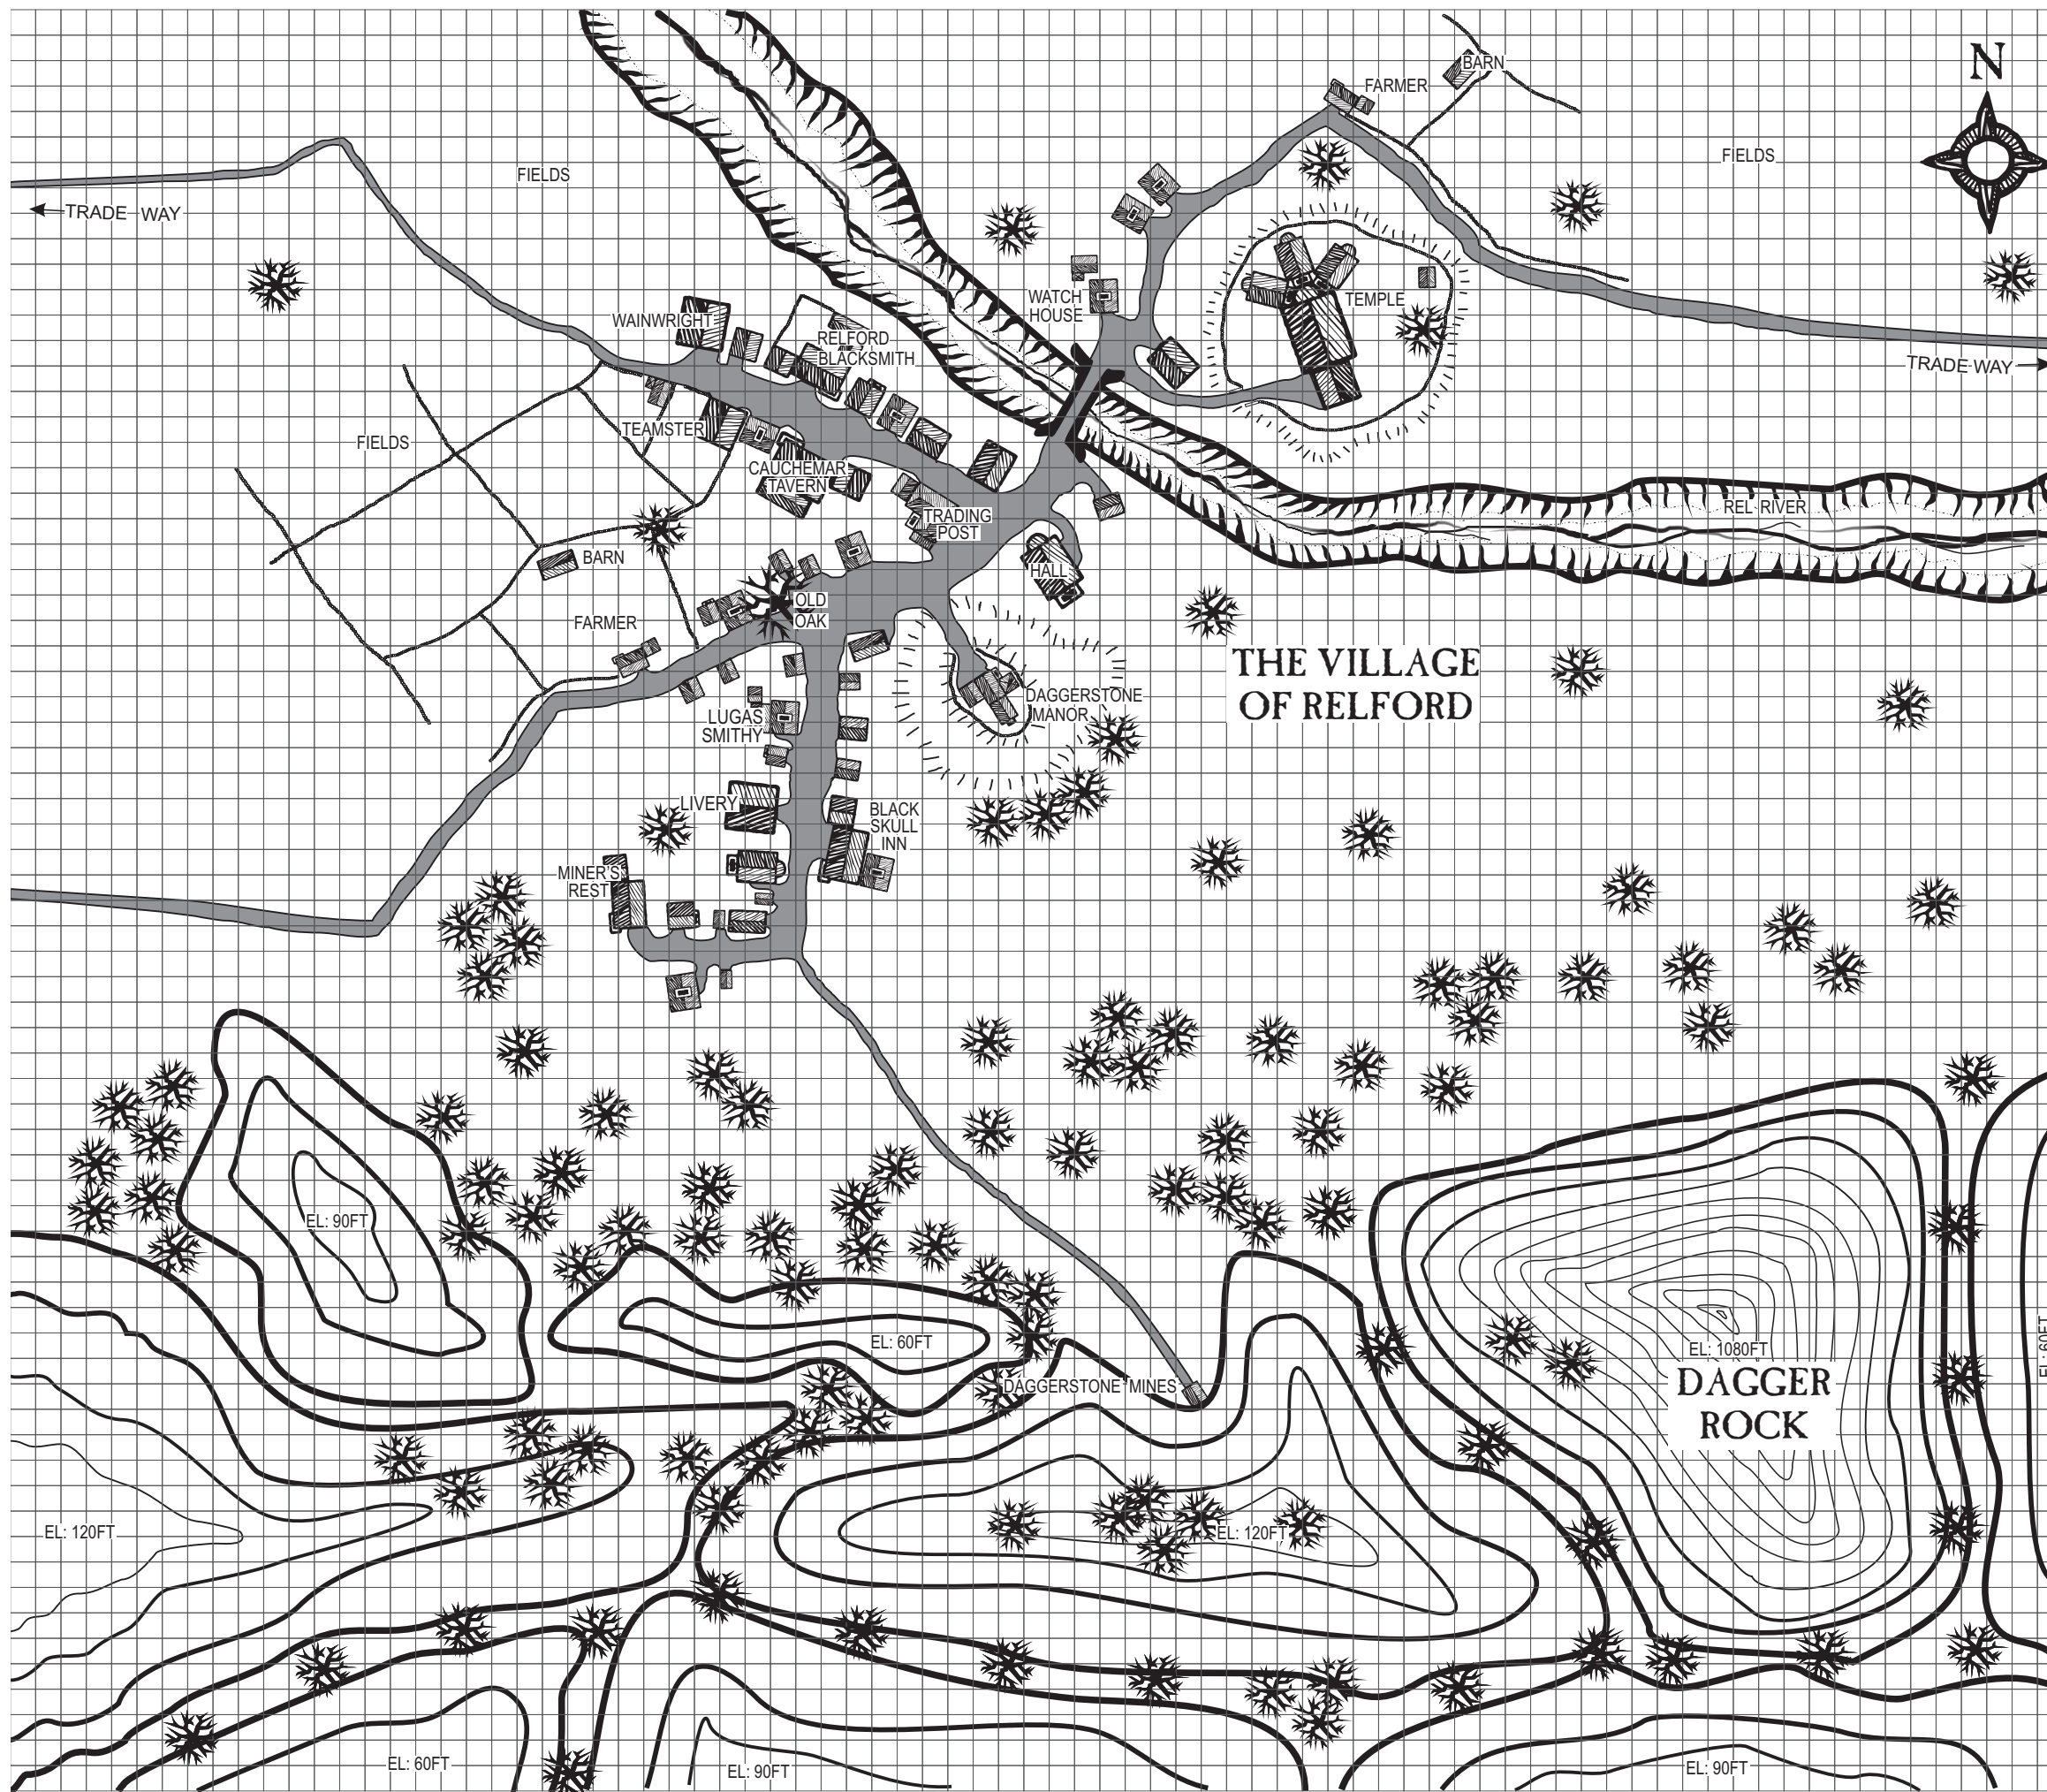 BARN
N
FARMER
FIELDS
FIELDS
TRADE WAY
WATCH
HOUSE
TEMPLE
WAINWRIGHT
RELFORD
BLACKSMITH
TRADE WAY
TEAMSTER
FIELDS
CAUCHEMAR
TAVERN
TRADING
POST
REL RIVER
BARN
HALL
OLD
OAK
FARMER
THE VILLAGE
OF RELFORD
DAGGERSTONE
MANOR
LUGAS
SMITHY
LIVERY
BLACK
SKULL
INN
MINER'S
REST
EL: 90FT
EL: 60FT
EL: 60FT
EL: 1080FT
DAGGER
ROCK
DAGGERSTONE MINES
EL: 120FT
EL: 120FT
EL: 60FT
EL: 90FT
EL: 90FT